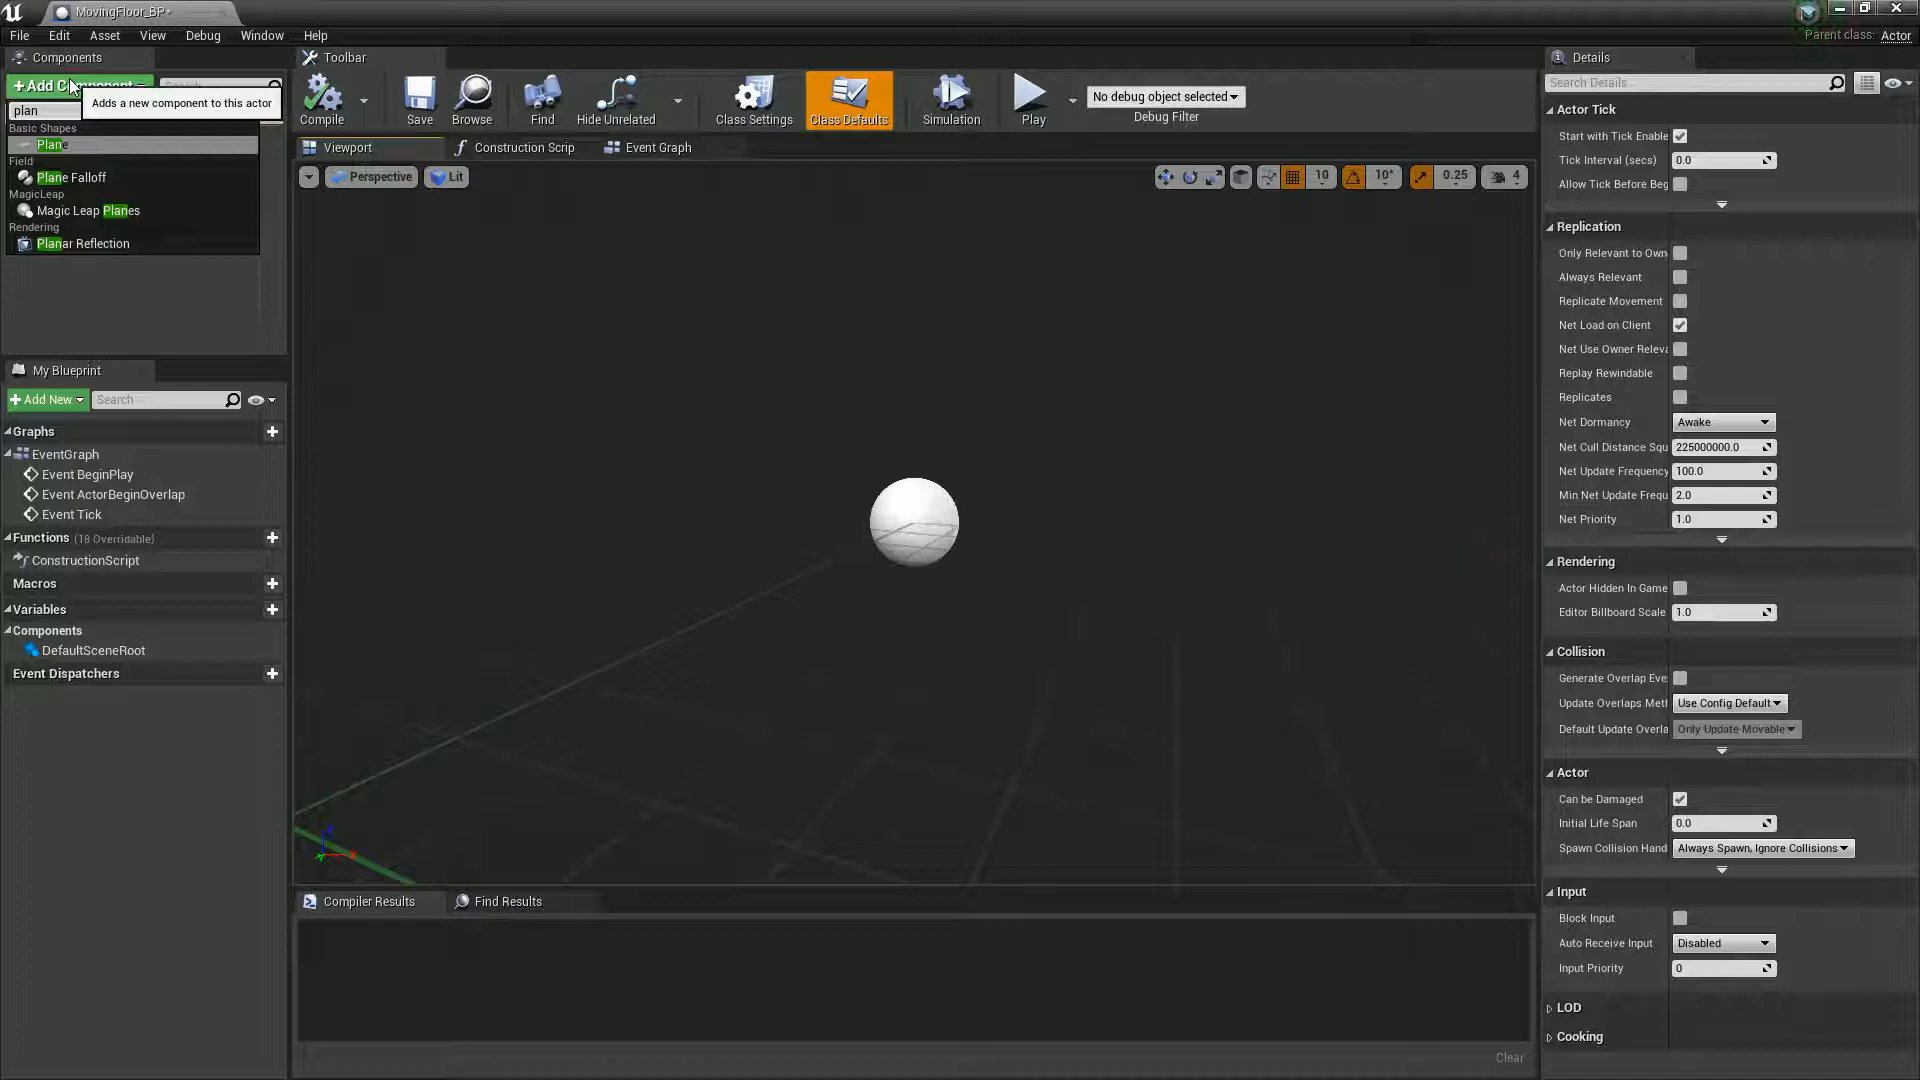 MovingFloor_BP*
File Edit Asset View Debug Window Help
Parent class: Actor
Components
+Add Component
Adds a new component to this actor
plan
Basic Shapes
Plane
Field
Plane Falloff
MagicLeap
Magic Leap Planes
Rendering
Planar Reflection
My Blueprint
+Add New
Search
Graphs
EventGraph
Event BeginPlay
Event ActorBeginOverlap
Event Tick
Functions (18 Overridable)
ConstructionScript
Macros
Variables
Components
DefaultSceneRoot
Event Dispatchers
Toolbar
Compile
Save
Browse
Find
Hide Unrelated
Class Settings
Class Defaults
Simulation
Play
No debug object selected
Debug Filter
Viewport
Construction Scrip
Event Graph
Perspective
Lit
10
10°
0.25
4
Compiler Results
Find Results
Clear
Details
Search Details
Actor Tick
Start with Tick Enable
Tick Interval (secs) 0.0
Allow Tick Before Beg
Replication
Only Relevant to Own
Always Relevant
Replicate Movement
Net Load on Client
Net Use Owner Releva
Replay Rewindable
Replicates
Net Dormancy Awake
Net Cull Distance Squ 225000000.0
Net Update Frequency 100.0
Min Net Update Frequ 2.0
Net Priority 1.0
Rendering
Actor Hidden In Game
Editor Billboard Scale 1.0
Collision
Generate Overlap Eve
Update Overlaps Meth Use Config Default
Default Update Overla Only Update Movable
Actor
Can be Damaged
Initial Life Span 0.0
Spawn Collision Hand Always Spawn, Ignore Collisions
Input
Block Input
Auto Receive Input Disabled
Input Priority 0
LOD
Cooking